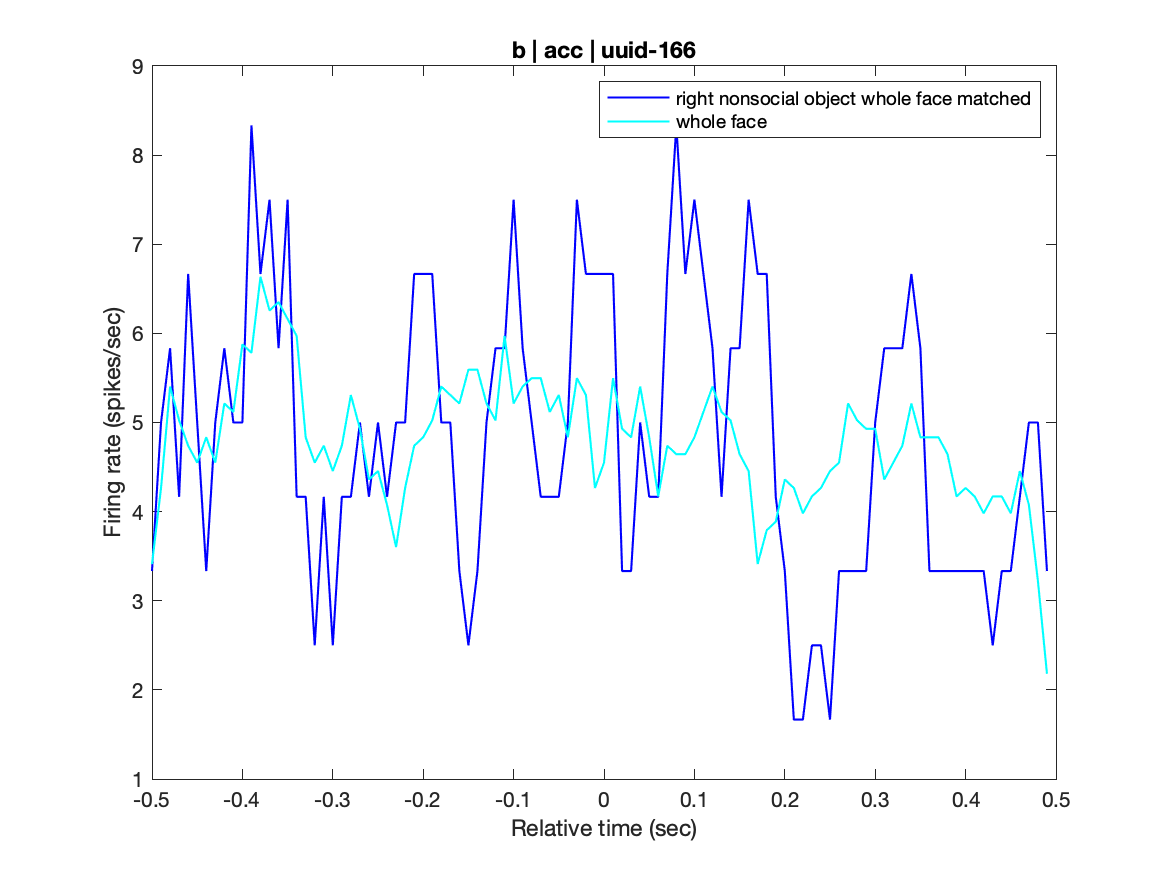 b | acc | uuid-166
right nonsocial object whole face matched
whole face
Firing rate (spikes/sec)
9
8
7
6
5
4
3
2
1
-0.5 -0.4 -0.3 -0.2 -0.1 0 0.1 0.2 0.3 0.4 0.5
Relative time (sec)